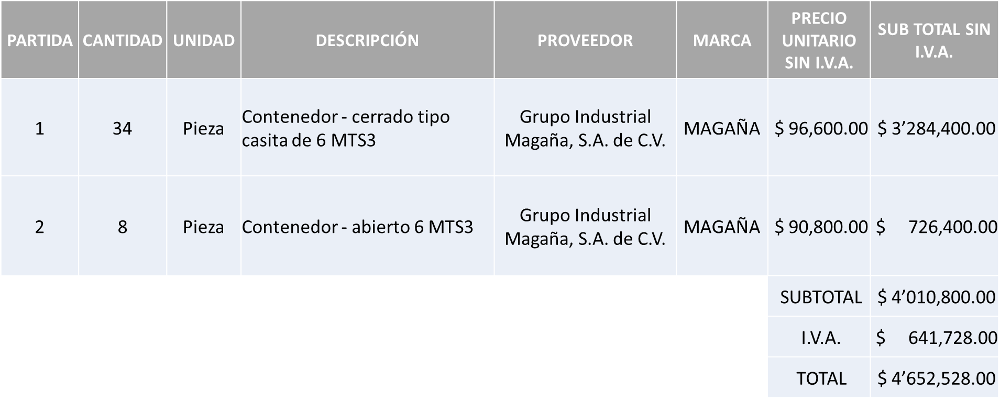 PARTIDA CANTIDAD UNIDAD DESCRIPCIÓN PROVEEDOR MARCA PRECIO UNITARIO SIN I.V.A. SUB TOTAL SIN I.V.A.
1 34 Pieza Contenedor - cerrado tipo casita de 6 MTS3 Grupo Industrial Magaña, S.A. de C.V. MAGAÑA $ 96,600.00 $ 3’284,400.00
2 8 Pieza Contenedor - abierto 6 MTS3 Grupo Industrial Magaña, S.A. de C.V. MAGAÑA $ 90,800.00 $ 726,400.00
SUBTOTAL $ 4’010,800.00
I.V.A. $ 641,728.00
TOTAL $ 4’652,528.00